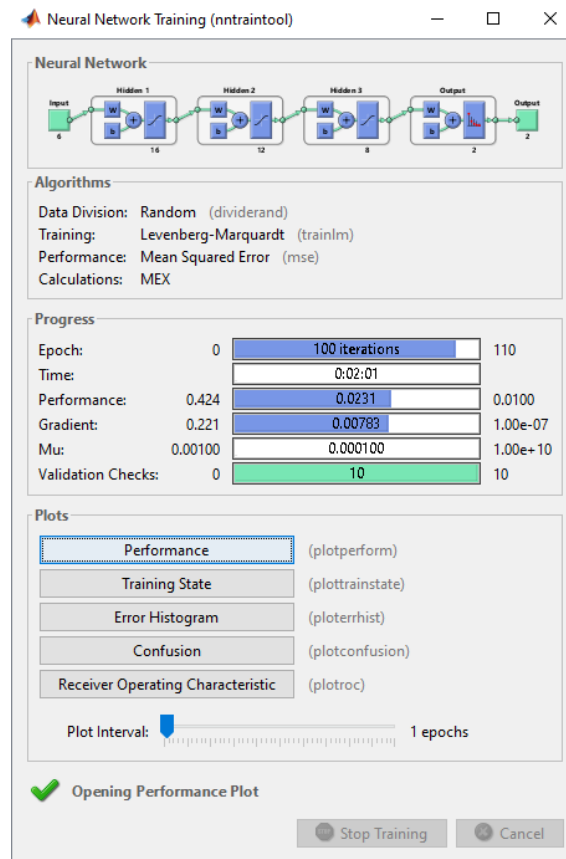 Neural Network Training (nntraintool)
Neural Network
Hidden 1 Hidden 2 Hidden 3 Output
Input Output
W W W W
+ + + +
b b b b
6 16 12 8 2 2
Algorithms
Data Division: Random (dividerand)
Training: Levenberg-Marquardt (trainlm)
Performance: Mean Squared Error (mse)
Calculations: MEX
Progress
Epoch: 0 100 iterations 110
Time: 0:02:01
Performance: 0.424 0.0231 0.0100
Gradient: 0.221 0.00783 1.00e-07
Mu: 0.00100 0.000100 1.00e+10
Validation Checks: 0 10 10
Plots
Performance (plotperform)
Training State (plottrainstate)
Error Histogram (ploterrhist)
Confusion (plotconfusion)
Receiver Operating Characteristic (plotroc)
Plot Interval: 1 epochs
Opening Performance Plot
Stop Training Cancel